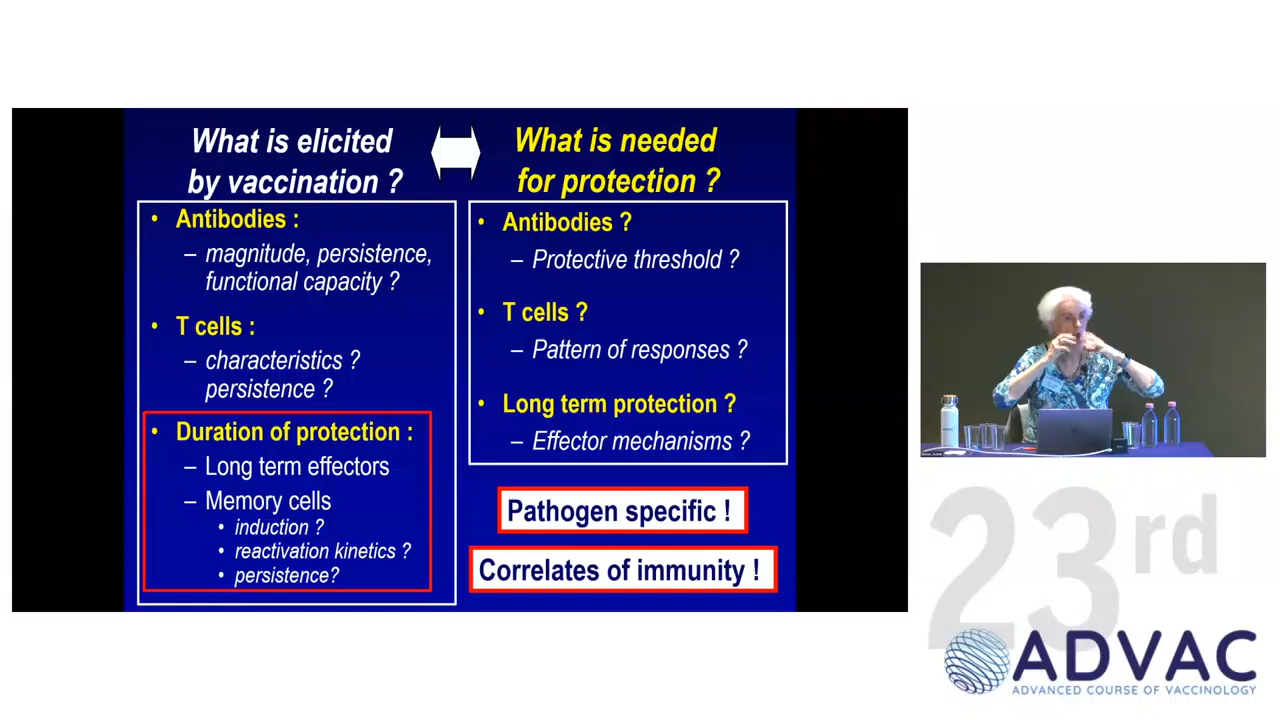 What is elicited
by vaccination ?
What is needed
for protection ?
• Antibodies :
– magnitude, persistence,
functional capacity ?
• T cells :
– characteristics ?
persistence ?
• Duration of protection :
– Long term effectors
– Memory cells
• induction ?
• reactivation kinetics ?
• persistence?
• Antibodies ?
– Protective threshold ?
• T cells ?
– Pattern of responses ?
• Long term protection ?
– Effector mechanisms ?
Pathogen specific !
Correlates of immunity !
23rd
ADVAC
ADVANCED COURSE OF VACCINOLOGY